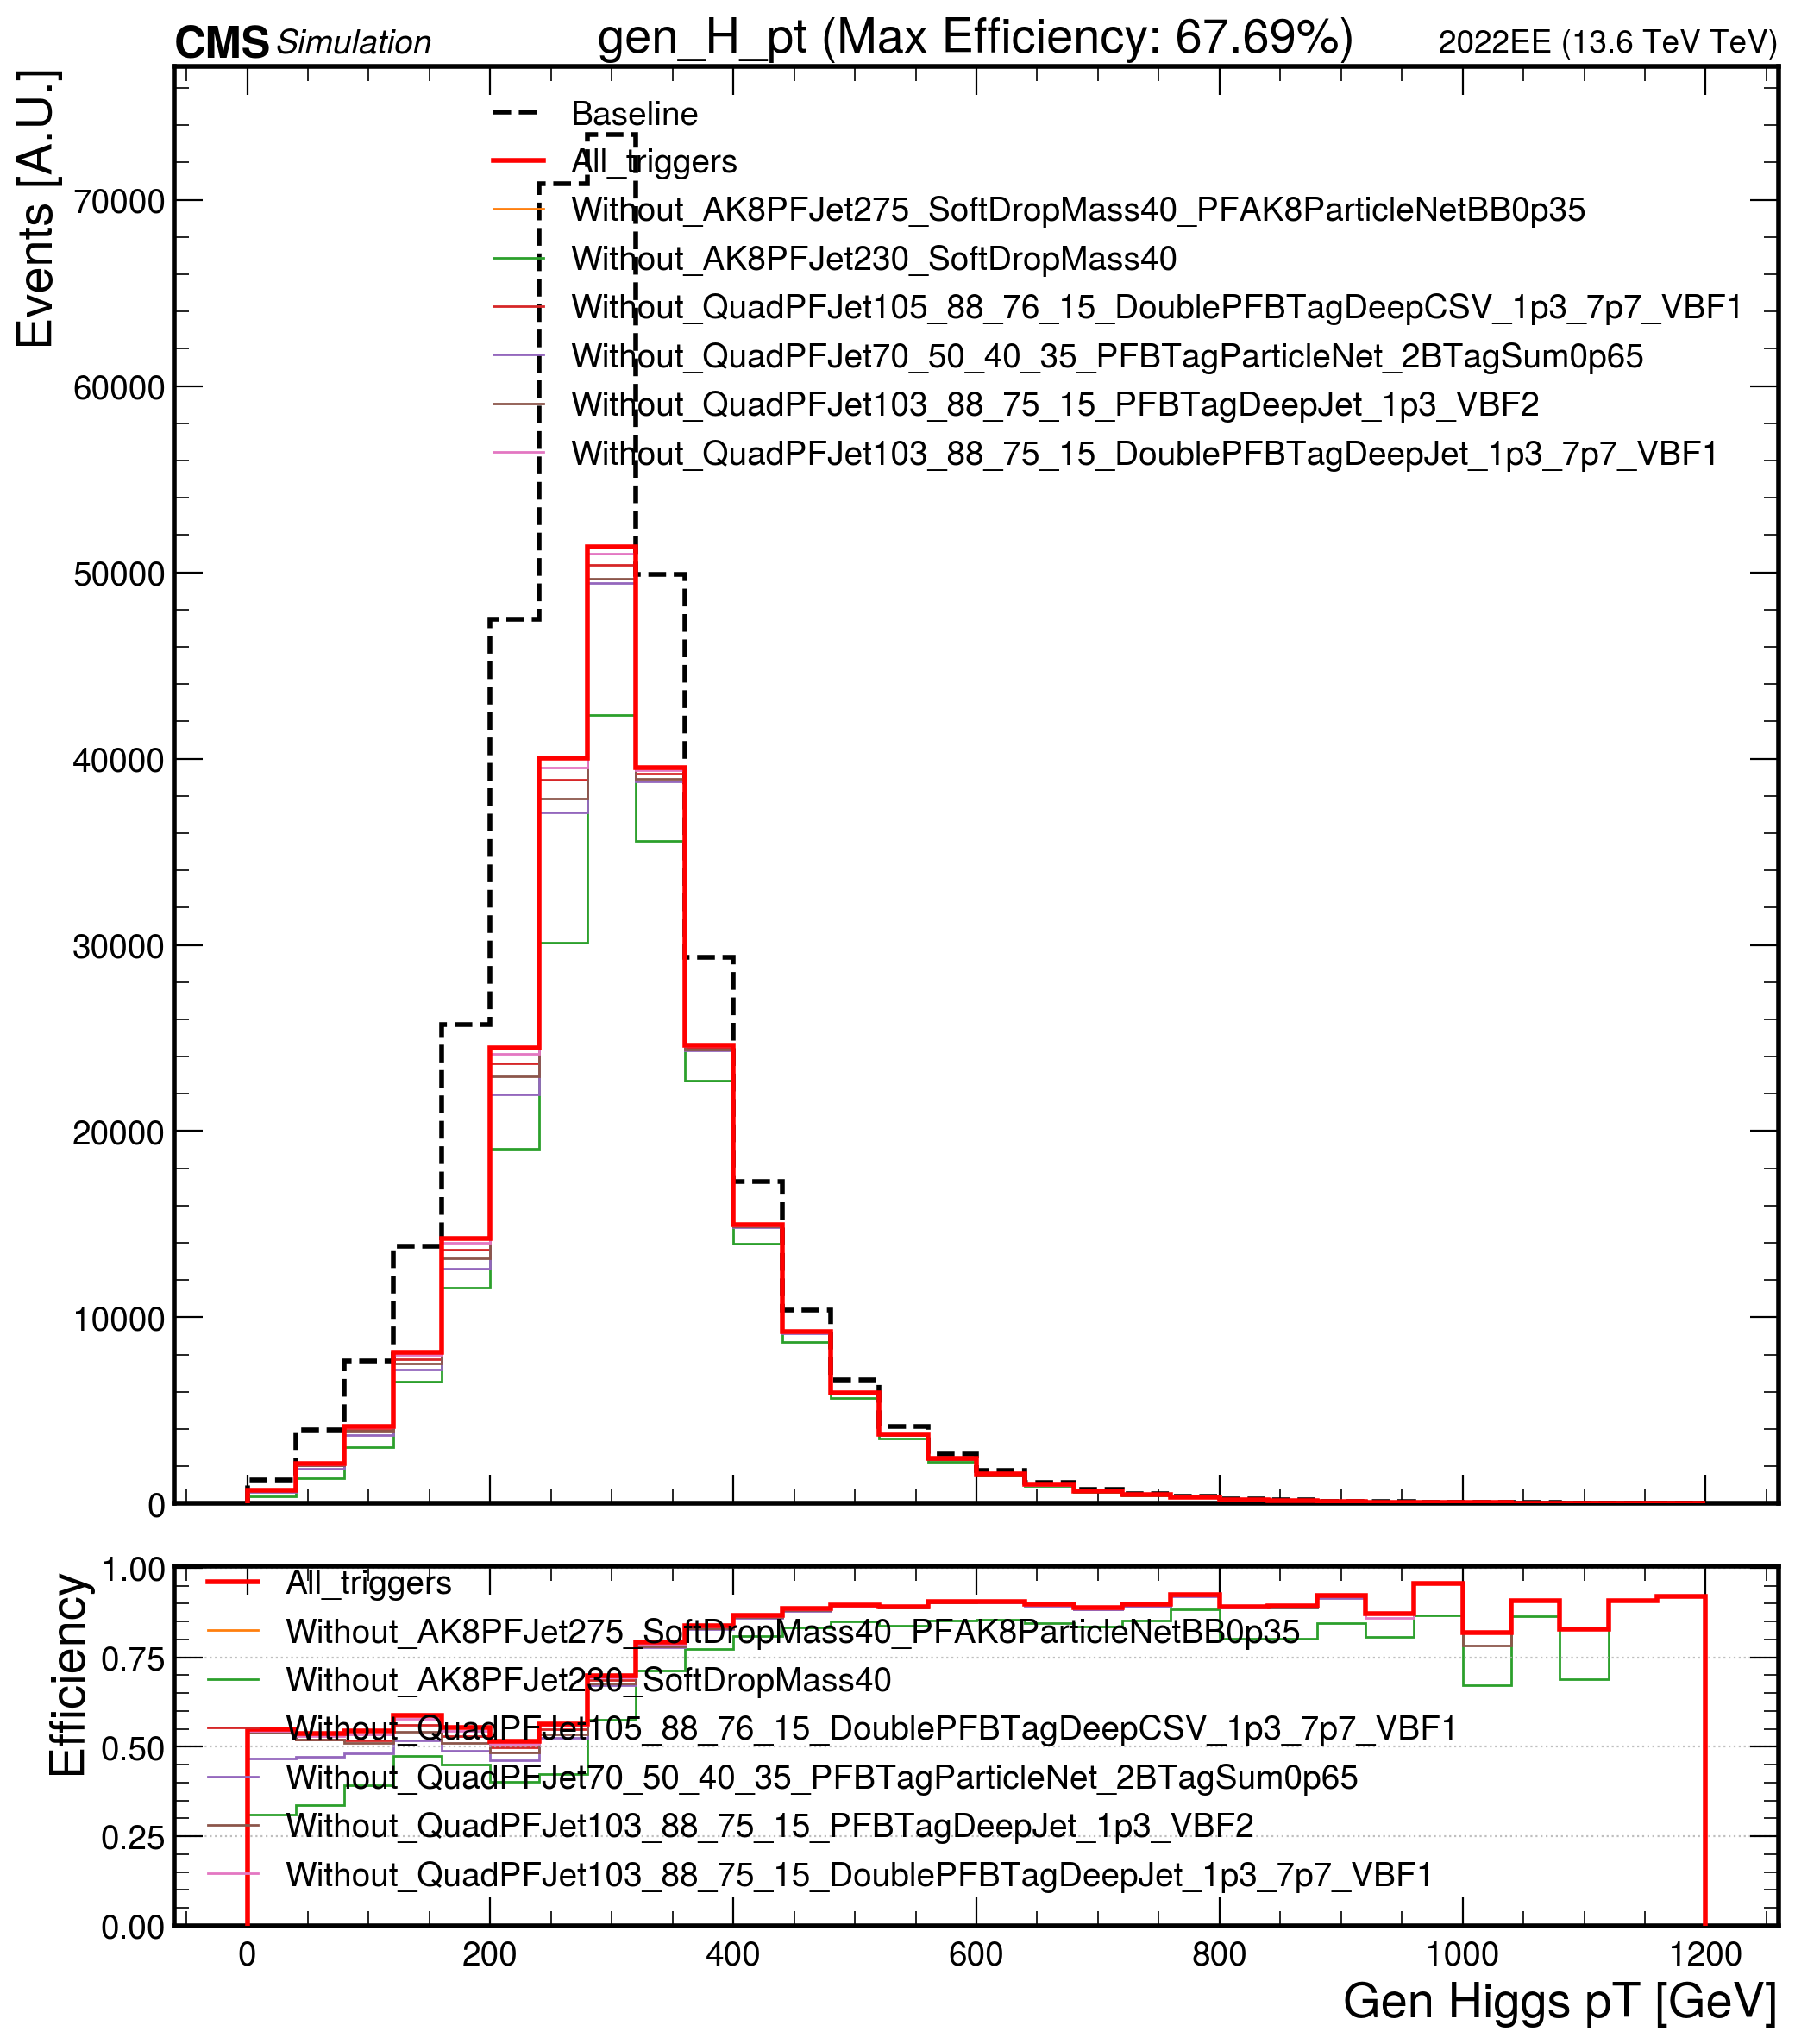 CMS Simulation gen_H_pt (Max Efficiency: 67.69%) 2022EE (13.6 TeV TeV)
Events [A.U.]
Baseline
All_triggers
Without_AK8PFJet275_SoftDropMass40_PFAK8ParticleNetBB0p35
Without_AK8PFJet230_SoftDropMass40
Without_QuadPFJet105_88_76_15_DoublePFBTagDeepCSV_1p3_7p7_VBF1
Without_QuadPFJet70_50_40_35_PFBTagParticleNet_2BTagSum0p65
Without_QuadPFJet103_88_75_15_PFBTagDeepJet_1p3_VBF2
Without_QuadPFJet103_88_75_15_DoublePFBTagDeepJet_1p3_7p7_VBF1
70000
60000
50000
40000
30000
20000
10000
0
Efficiency
1.00
0.75
0.50
0.25
0.00
All_triggers
Without_AK8PFJet275_SoftDropMass40_PFAK8ParticleNetBB0p35
Without_AK8PFJet230_SoftDropMass40
Without_QuadPFJet105_88_76_15_DoublePFBTagDeepCSV_1p3_7p7_VBF1
Without_QuadPFJet70_50_40_35_PFBTagParticleNet_2BTagSum0p65
Without_QuadPFJet103_88_75_15_PFBTagDeepJet_1p3_VBF2
Without_QuadPFJet103_88_75_15_DoublePFBTagDeepJet_1p3_7p7_VBF1
0 200 400 600 800 1000 1200
Gen Higgs pT [GeV]